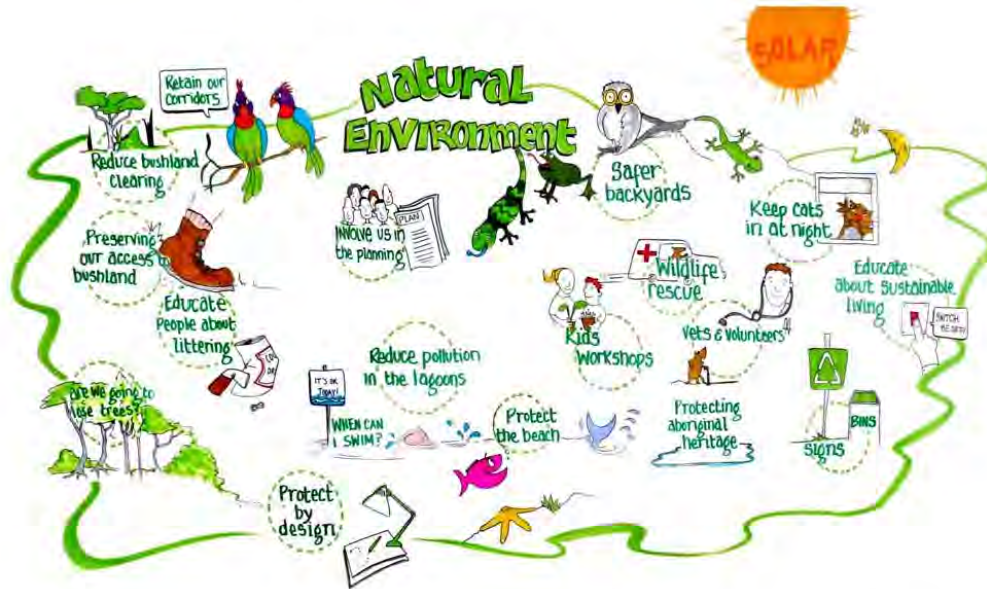 SOLAR
Natural
Environment
Retain our
corridors
Reduce bushland
clearing
Safer
backyards
Keep cats
in at night
PLAN
Involve us in
the planning
Preserving
our access to
bushland
Wildlife
rescue
Educate
about sustainable
living
Educate
People about
littering
Kids
Workshops
Vets & Volunteers
Reduce pollution
in the lagoons
are we going to
lose trees?
IT'S OK
TODAY!
WHEN CAN
I SWIM?
Protect
the beach
Protecting
aboriginal
heritage
signs
BINS
Protect
by
design